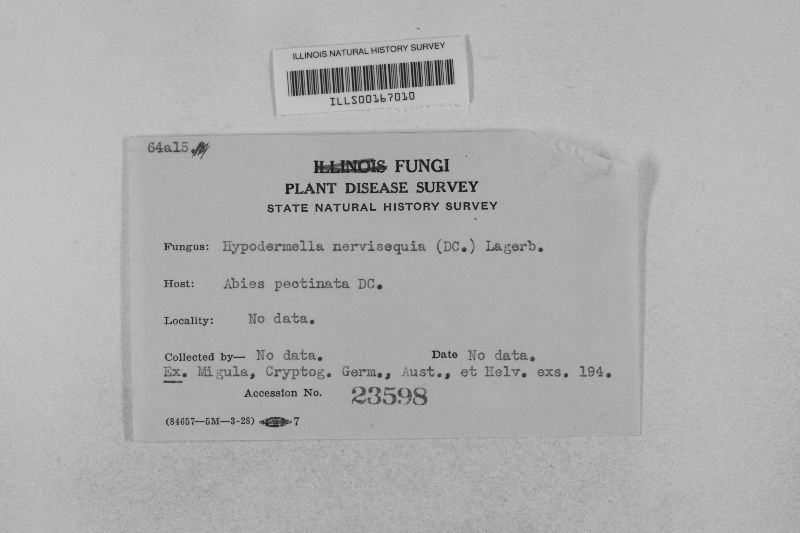 ILLINOIS NATURAL HISTORY SURVEY
ILLS00167010
64a15.
ILLINOIS FUNGI
PLANT DISEASE SURVEY
STATE NATURAL HISTORY SURVEY
Fungus: Hypodermella nervisequia (DC.) Lagerb.
Host: Abies pectinata DC.
Locality: No data.
Collected by— No data. Date No data.
Ex. Migula, Cryptog. Germ., Aust., et Helv. exs. 194.
Accession No. 23598
(84657—5M—3-28) 7